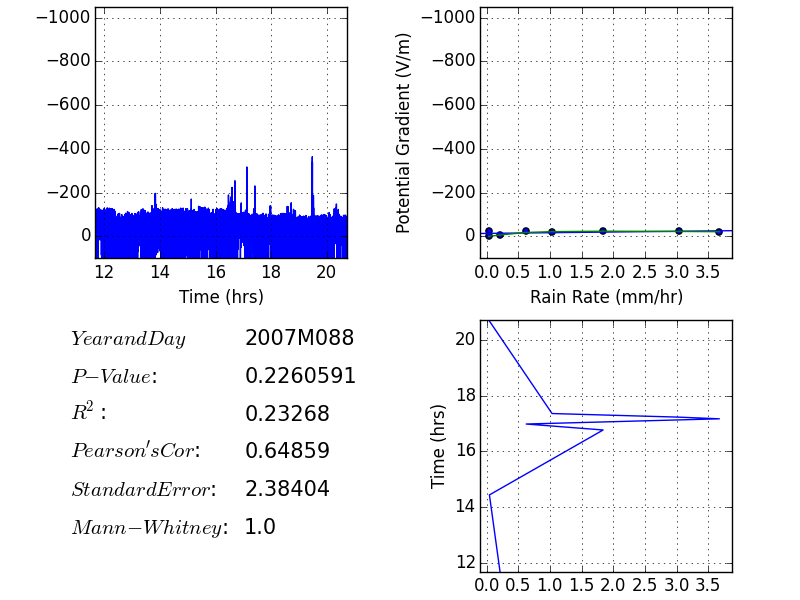 −1000
−800
−600
−400
−200
0
12 14 16 18 20
Time (hrs)
Potential Gradient (V/m)
−1000
−800
−600
−400
−200
0
0.0 0.5 1.0 1.5 2.0 2.5 3.0 3.5
Rain Rate (mm/hr)
YearandDay 2007M088
P−Value: 0.2260591
R²: 0.23268
Pearson'sCor: 0.64859
StandardError: 2.38404
Mann−Whitney: 1.0
Time (hrs)
20
18
16
14
12
0.0 0.5 1.0 1.5 2.0 2.5 3.0 3.5